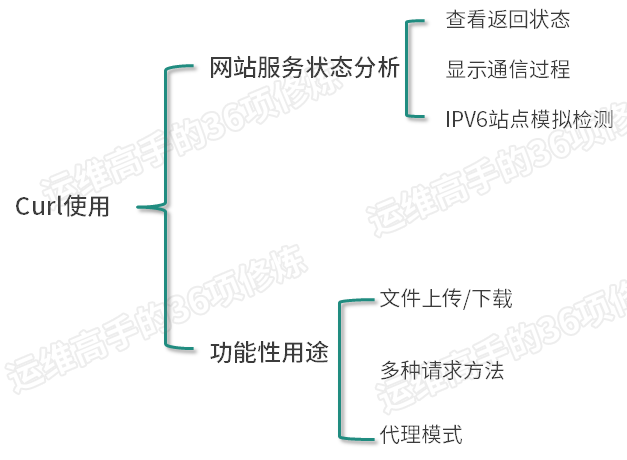 Curl使用
网站服务状态分析
查看返回状态
显示通信过程
IPV6站点模拟检测
功能性用途
文件上传/下载
多种请求方法
代理模式
运维高手的36项修炼
运维高手的36项修炼
运维高手的36项修炼
运维高手的36项修